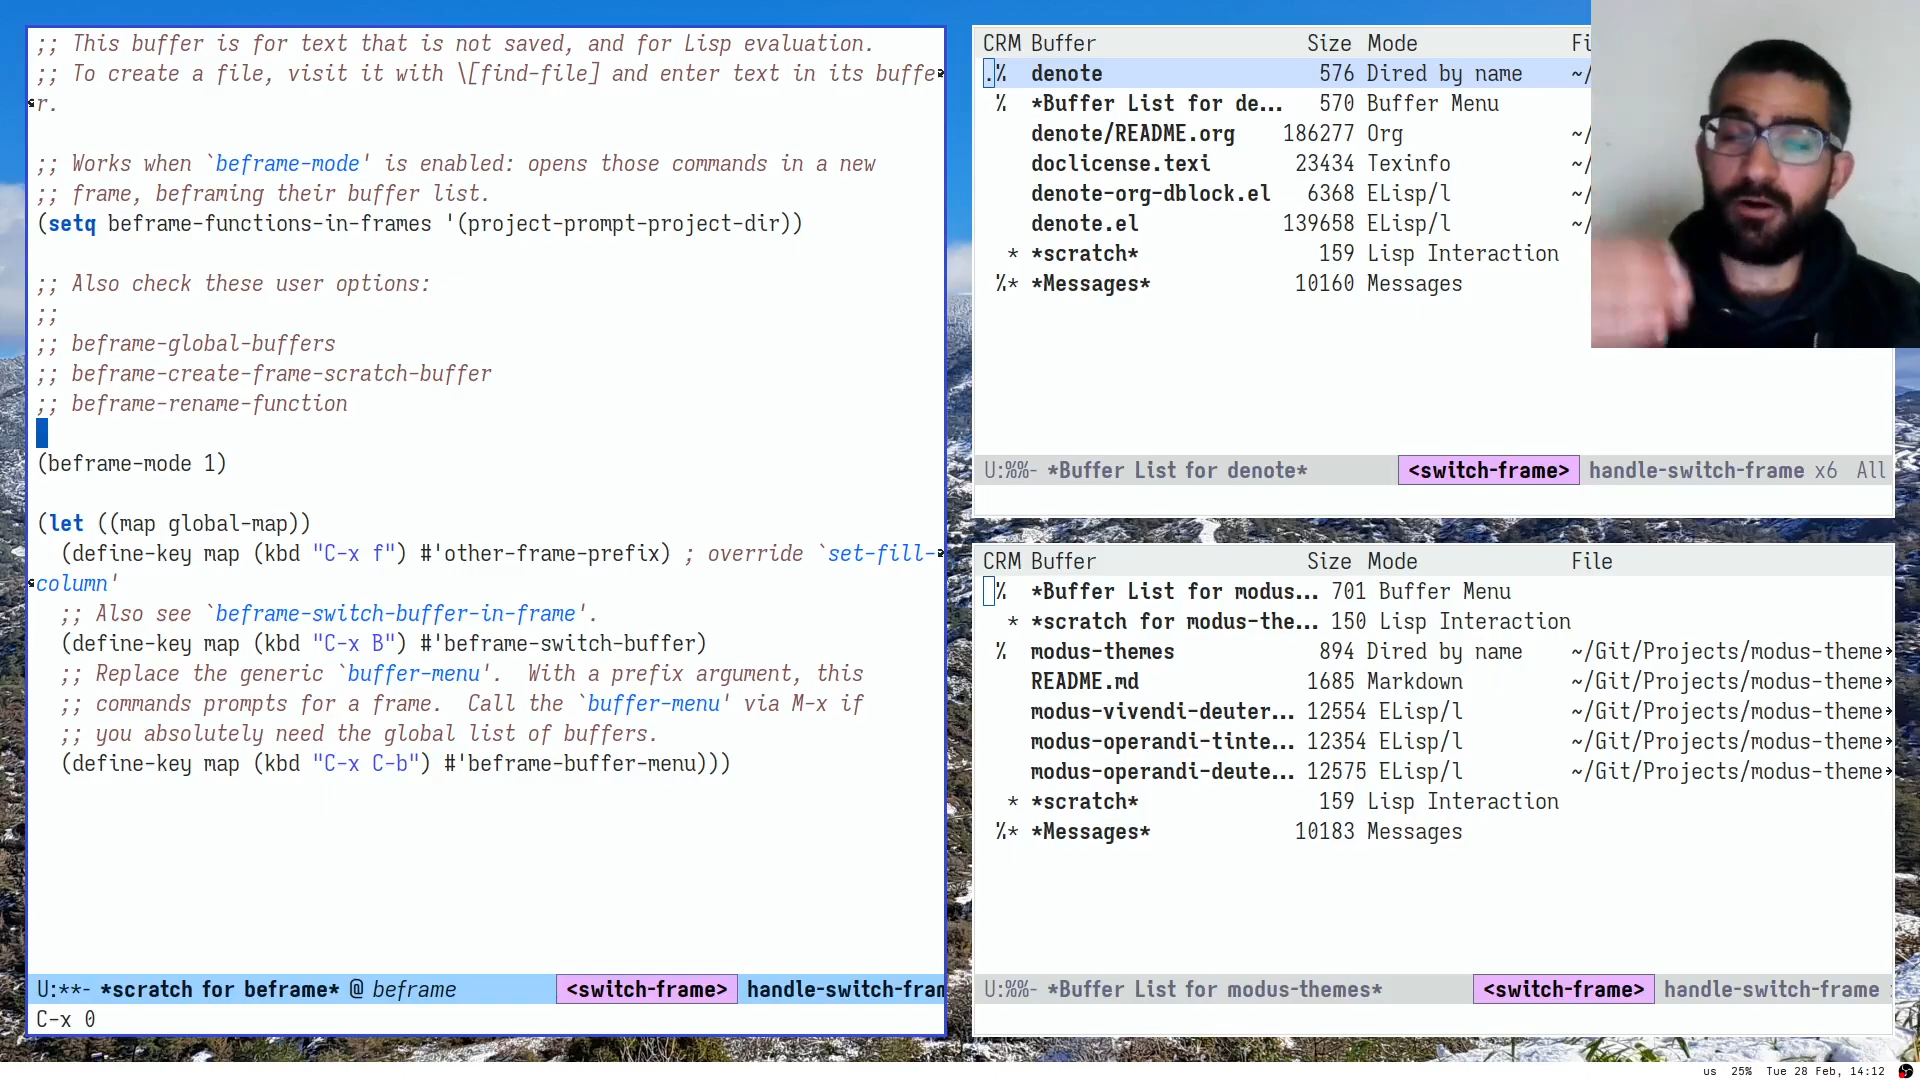 ;; This buffer is for text that is not saved, and for Lisp evaluation.
;; To create a file, visit it with \[find-file] and enter text in its buffe
r.
;; Works when `beframe-mode' is enabled: opens those commands in a new
;; frame, beframing their buffer list.
(setq beframe-functions-in-frames '(project-prompt-project-dir))
;; Also check these user options:
;;
;; beframe-global-buffers
;; beframe-create-frame-scratch-buffer
;; beframe-rename-function
(beframe-mode 1)
(let ((map global-map))
(define-key map (kbd "C-x f") #'other-frame-prefix) ; override `set-fill-
column'
;; Also see `beframe-switch-buffer-in-frame'.
(define-key map (kbd "C-x B") #'beframe-switch-buffer)
;; Replace the generic `buffer-menu'.  With a prefix argument, this
;; commands prompts for a frame.  Call the `buffer-menu' via M-x if
;; you absolutely need the global list of buffers.
(define-key map (kbd "C-x C-b") #'beframe-buffer-menu)))
U:**- *scratch for beframe* @ beframe <switch-frame> handle-switch-fram
C-x 0
CRM Buffer Size Mode Fi
.% denote 576 Dired by name ~/
% *Buffer List for de... 570 Buffer Menu
denote/README.org 186277 Org ~/
doclicense.texi 23434 Texinfo ~/
denote-org-dblock.el 6368 ELisp/l ~/
denote.el 139658 ELisp/l ~/
* *scratch* 159 Lisp Interaction
%* *Messages* 10160 Messages
U:%%- *Buffer List for denote* <switch-frame> handle-switch-frame x6 All
CRM Buffer Size Mode File
% *Buffer List for modus... 701 Buffer Menu
* *scratch for modus-the... 150 Lisp Interaction
% modus-themes 894 Dired by name ~/Git/Projects/modus-theme
README.md 1685 Markdown ~/Git/Projects/modus-theme
modus-vivendi-deuter... 12554 ELisp/l ~/Git/Projects/modus-theme
modus-operandi-tinte... 12354 ELisp/l ~/Git/Projects/modus-theme
modus-operandi-deute... 12575 ELisp/l ~/Git/Projects/modus-theme
* *scratch* 159 Lisp Interaction
%* *Messages* 10183 Messages
U:%%- *Buffer List for modus-themes* <switch-frame> handle-switch-frame
us 25% Tue 28 Feb, 14:12